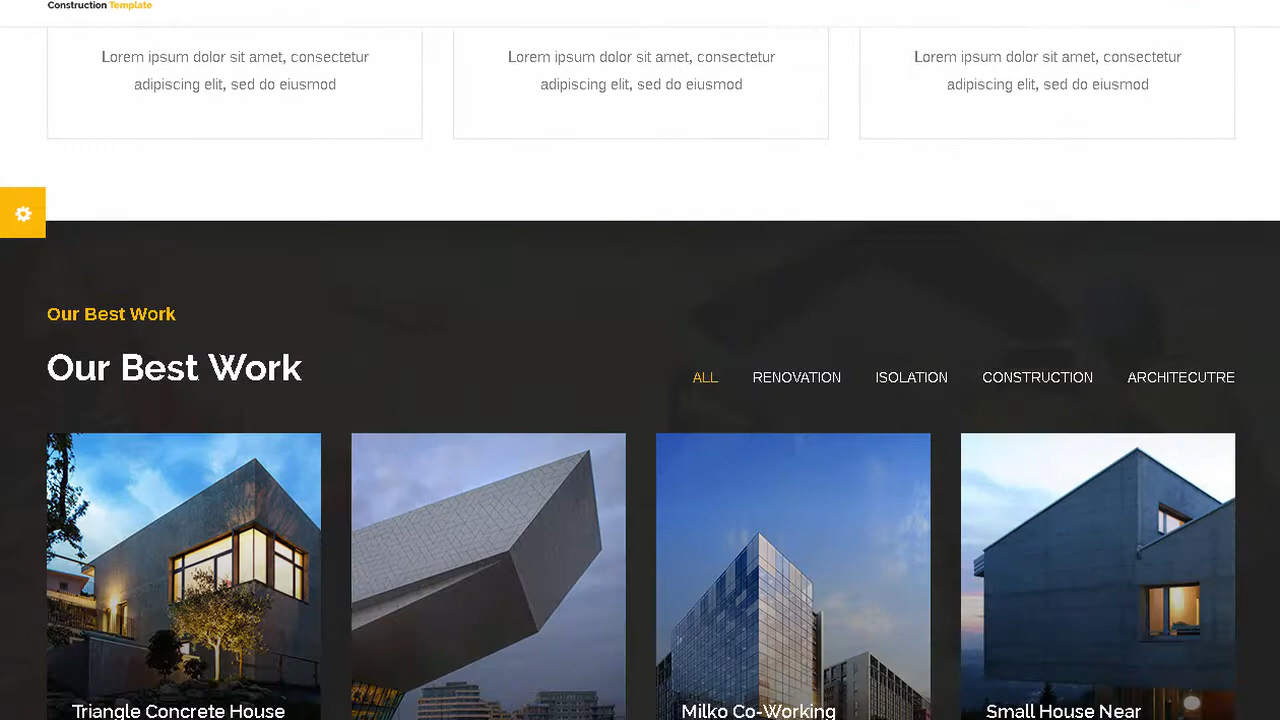 Construction Template
Lorem ipsum dolor sit amet, consectetur
adipiscing elit, sed do eiusmod
Lorem ipsum dolor sit amet, consectetur
adipiscing elit, sed do eiusmod
Lorem ipsum dolor sit amet, consectetur
adipiscing elit, sed do eiusmod
Our Best Work
Our Best Work
ALL RENOVATION ISOLATION CONSTRUCTION ARCHITECUTRE
Triangle Concrete House
Milko Co-Working
Small House Near